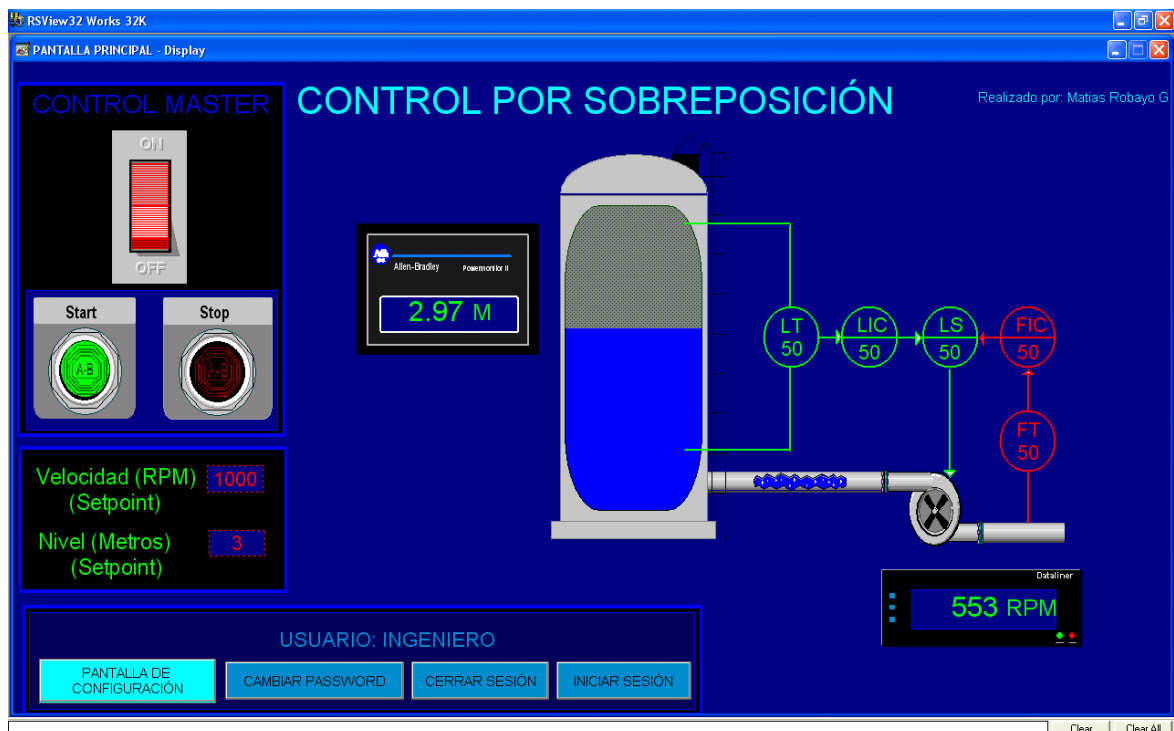 RSView32 Works 32K
PANTALLA PRINCIPAL - Display
CONTROL MASTER
CONTROL POR SOBREPOSICIÓN
Realizado por: Matias Robayo G
ON
OFF
Start
Stop
A-B
A-B
Allen-Bradley
Powermonitor II
2.97 M
LT
50
LIC
50
LS
50
FIC
50
FT
50
Velocidad (RPM)
(Setpoint)
1000
Nivel (Metros)
(Setpoint)
3
Dataliner
553 RPM
USUARIO: INGENIERO
PANTALLA DE
CONFIGURACIÓN
CAMBIAR PASSWORD
CERRAR SESIÓN
INICIAR SESIÓN
Clear
Clear All